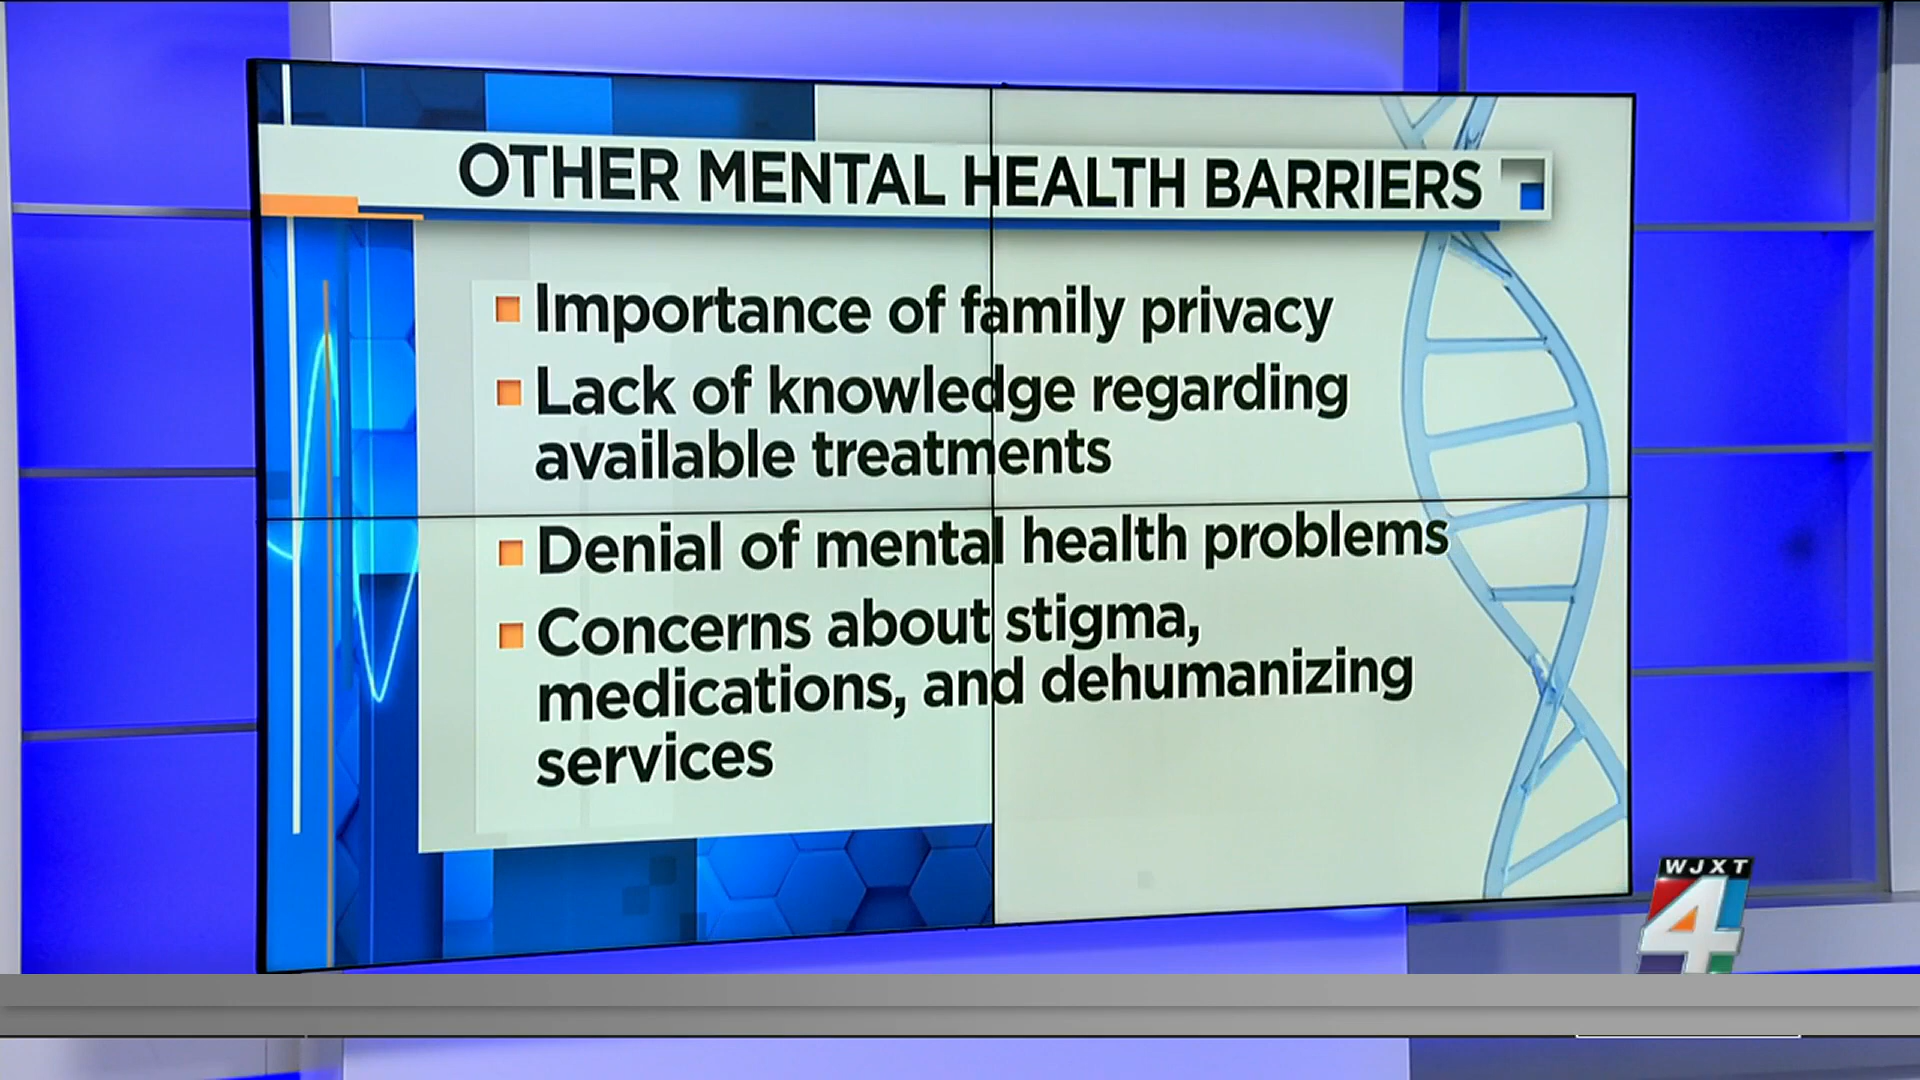 OTHER MENTAL HEALTH BARRIERS
Importance of family privacy
Lack of knowledge regarding
available treatments
Denial of mental health problems
Concerns about stigma,
medications, and dehumanizing
services
WJXT
4